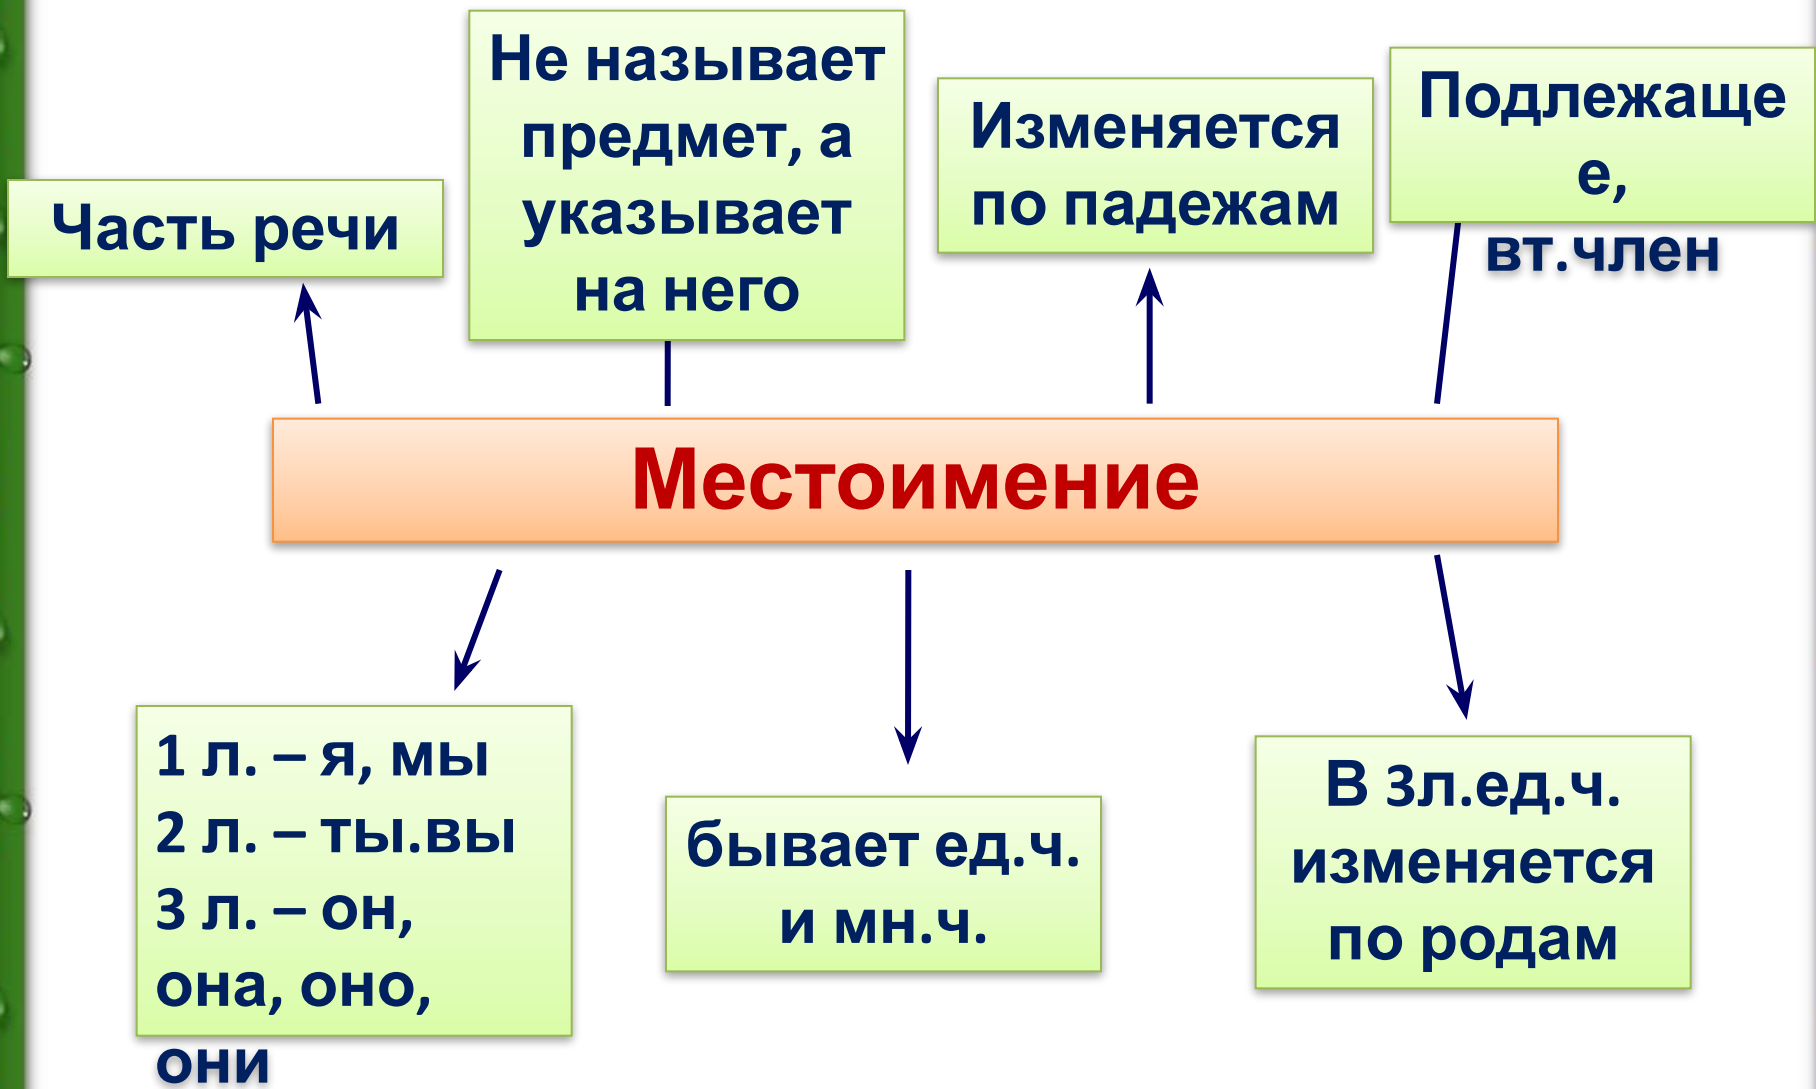 Часть речи
Не называет
предмет, а
указывает
на него
Изменяется
по падежам
Подлежаще
е,
вт.член
Местоимение
1 л. – я, мы
2 л. – ты.вы
3 л. – он,
она, оно,
они
бывает ед.ч.
и мн.ч.
В 3л.ед.ч.
изменяется
по родам